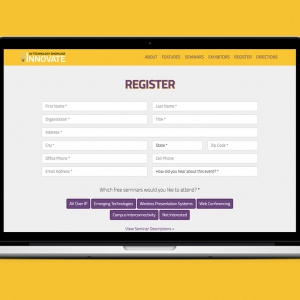 AV TECHNOLOGY SHOWCASE
INNOVATE
ABOUT FEATURES SEMINARS EXHIBITORS REGISTER DIRECTIONS
REGISTER
First Name * Last Name *
Organization * Title *
Address *
City * State * Zip Code *
Office Phone * Cell Phone
Email Address * How did you hear about this event? *
Which free seminars would you like to attend? *
AV Over IP Emerging Technologies Wireless Presentation Systems Web Conferencing
Campus Interconnectivity Not Interested
View Seminar Descriptions »